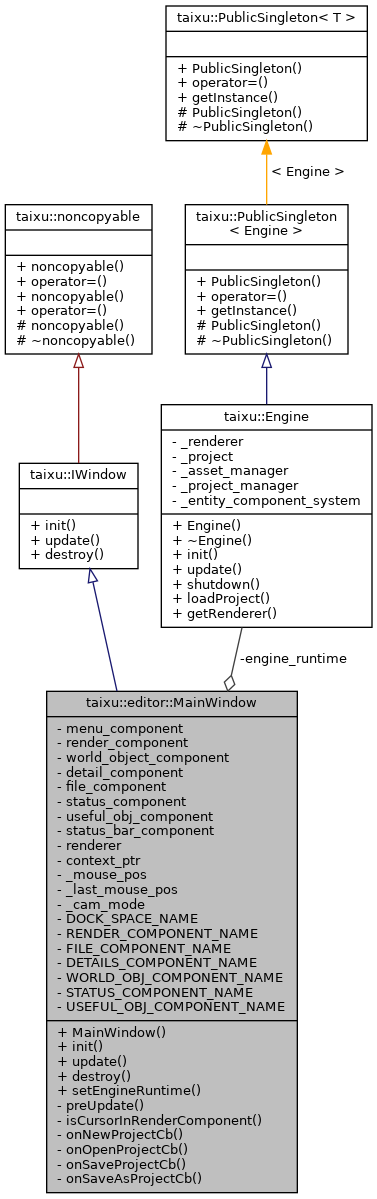 taixu::PublicSingleton< T >
+ PublicSingleton()
+ operator=()
+ getInstance()
# PublicSingleton()
# ~PublicSingleton()
< Engine >
taixu::noncopyable
+ noncopyable()
+ operator=()
+ noncopyable()
+ operator=()
# noncopyable()
# ~noncopyable()
taixu::PublicSingleton
< Engine >
+ PublicSingleton()
+ operator=()
+ getInstance()
# PublicSingleton()
# ~PublicSingleton()
taixu::IWindow
+ init()
+ update()
+ destroy()
taixu::Engine
- _renderer
- _project
- _asset_manager
- _project_manager
- _entity_component_system
+ Engine()
+ ~Engine()
+ init()
+ update()
+ shutdown()
+ loadProject()
+ getRenderer()
-engine_runtime
taixu::editor::MainWindow
- menu_component
- render_component
- world_object_component
- detail_component
- file_component
- status_component
- useful_obj_component
- status_bar_component
- renderer
- context_ptr
- _mouse_pos
- _last_mouse_pos
- _cam_mode
- DOCK_SPACE_NAME
- RENDER_COMPONENT_NAME
- FILE_COMPONENT_NAME
- DETAILS_COMPONENT_NAME
- WORLD_OBJ_COMPONENT_NAME
- STATUS_COMPONENT_NAME
- USEFUL_OBJ_COMPONENT_NAME
+ MainWindow()
+ init()
+ update()
+ destroy()
+ setEngineRuntime()
- preUpdate()
- isCursorInRenderComponent()
- onNewProjectCb()
- onOpenProjectCb()
- onSaveProjectCb()
- onSaveAsProjectCb()